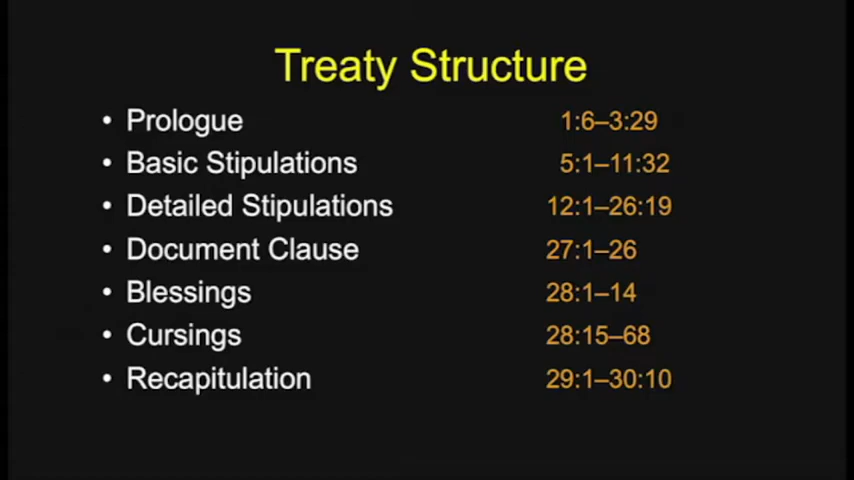 Treaty Structure
• Prologue 1:6–3:29
• Basic Stipulations 5:1–11:32
• Detailed Stipulations 12:1–26:19
• Document Clause 27:1–26
• Blessings 28:1–14
• Cursings 28:15–68
• Recapitulation 29:1–30:10